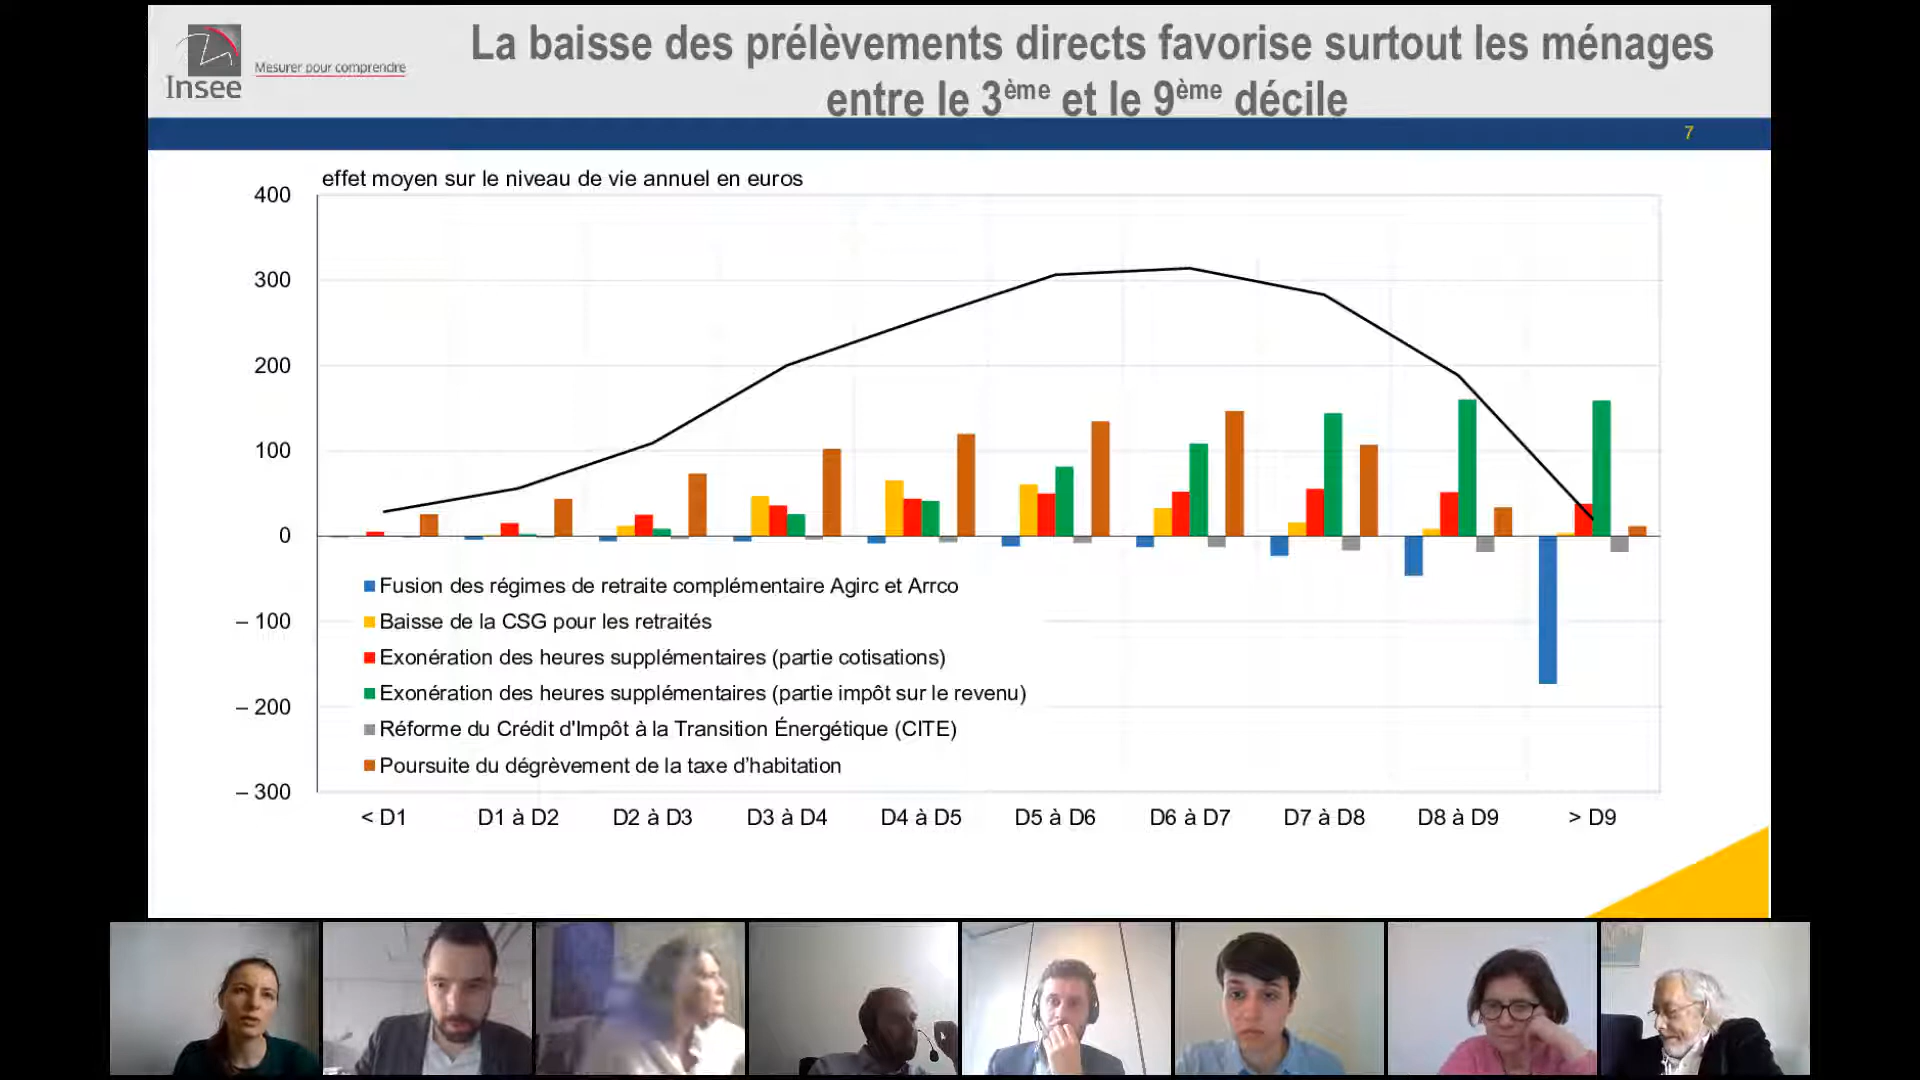 Insee
Mesurer pour comprendre
La baisse des prélèvements directs favorise surtout les ménages
entre le 3ème et le 9ème décile
7
effet moyen sur le niveau de vie annuel en euros
400
300
200
100
0
– 100
– 200
– 300
Fusion des régimes de retraite complémentaire Agirc et Arrco
Baisse de la CSG pour les retraités
Exonération des heures supplémentaires (partie cotisations)
Exonération des heures supplémentaires (partie impôt sur le revenu)
Réforme du Crédit d'Impôt à la Transition Énergétique (CITE)
Poursuite du dégrèvement de la taxe d’habitation
< D1 D1 à D2 D2 à D3 D3 à D4 D4 à D5 D5 à D6 D6 à D7 D7 à D8 D8 à D9 > D9